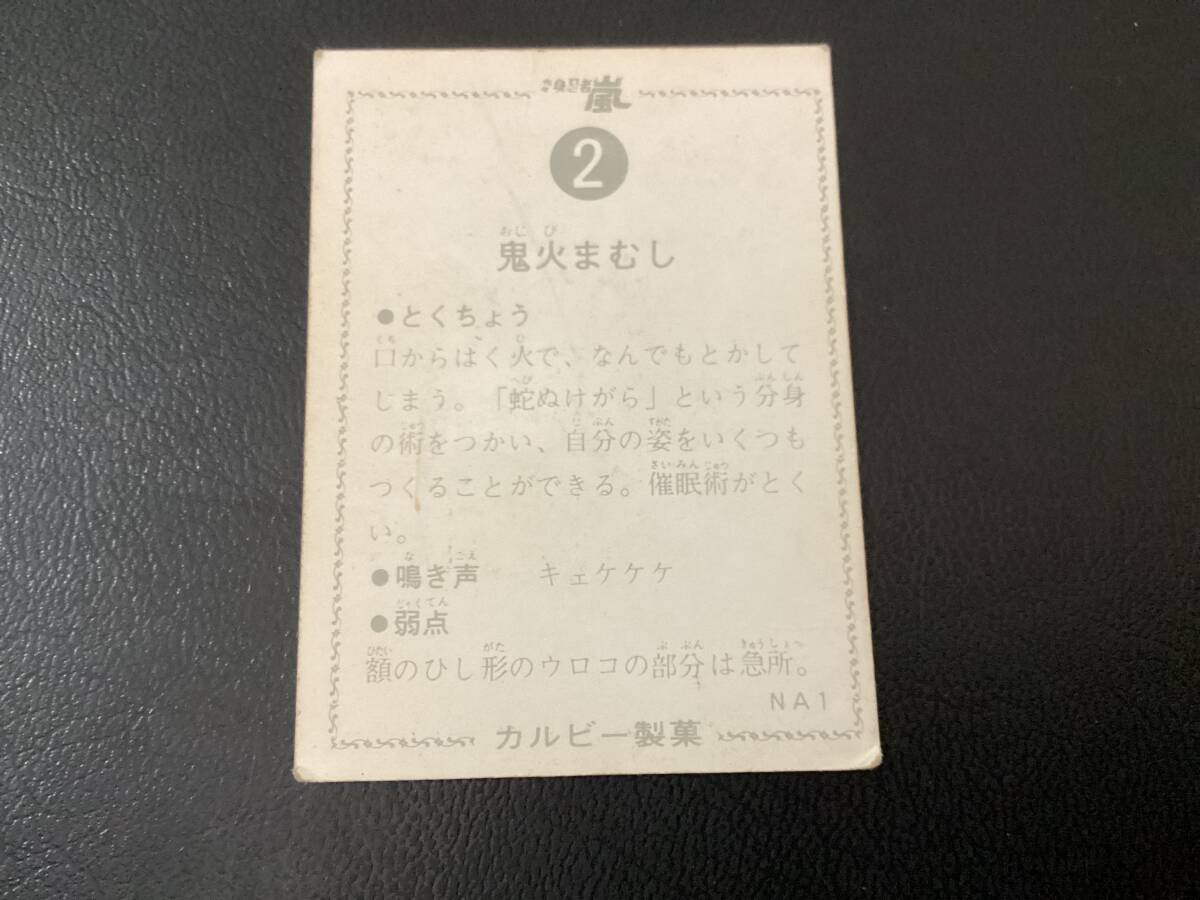 変身忍者嵐
2
鬼火まむし
●とくちょう
口からはく火で、なんでもとかして
じまう。「蛇ぬけがら」という分身
の術をつかい、自分の姿をいくつも
つくることができる。催眠術がとく
い。
●鳴き声　キェケケケ
●弱点
額のひし形のウロコの部分は急所。
NA1
カルビー製菓